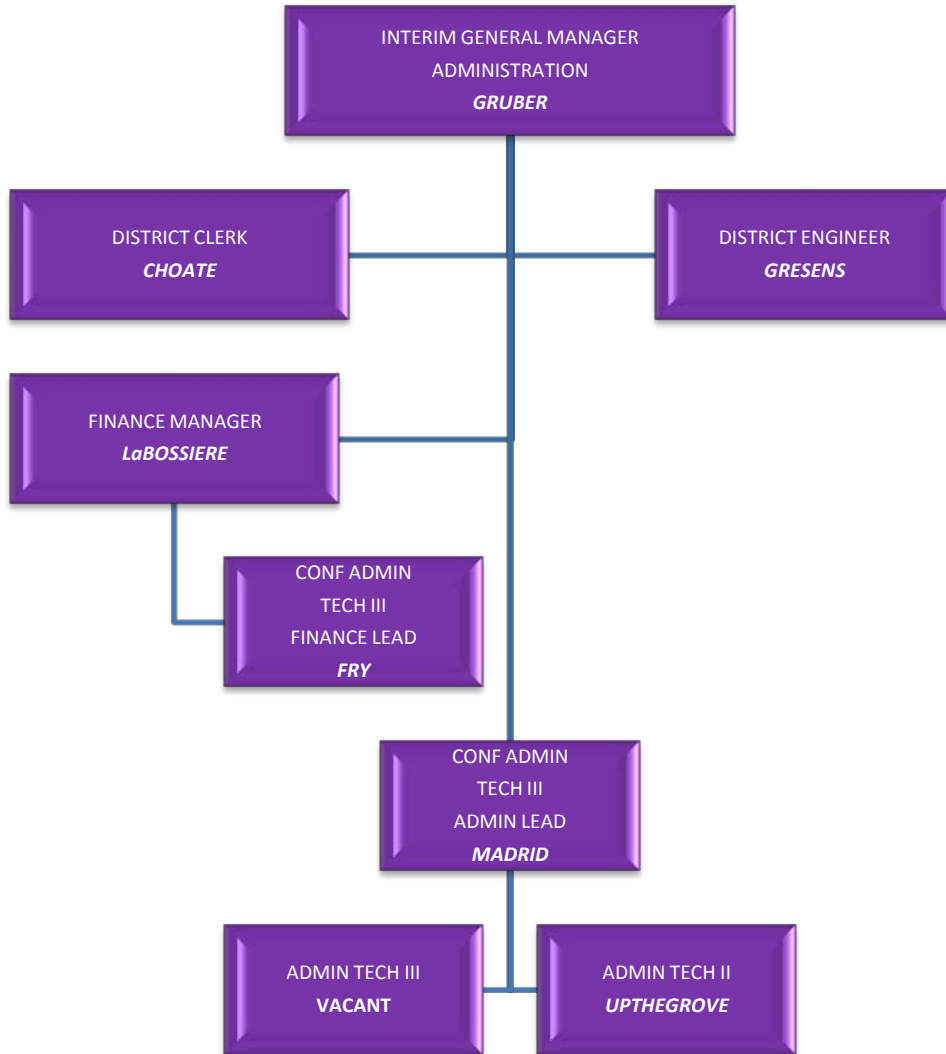 INTERIM GENERAL MANAGER
ADMINISTRATION
GRUBER
DISTRICT CLERK
CHOATE
DISTRICT ENGINEER
GRESENS
FINANCE MANAGER
LaBOSSIERE
CONF ADMIN
TECH III
FINANCE LEAD
FRY
CONF ADMIN
TECH III
ADMIN LEAD
MADRID
ADMIN TECH III
VACANT
ADMIN TECH II
UPTHEGROVE